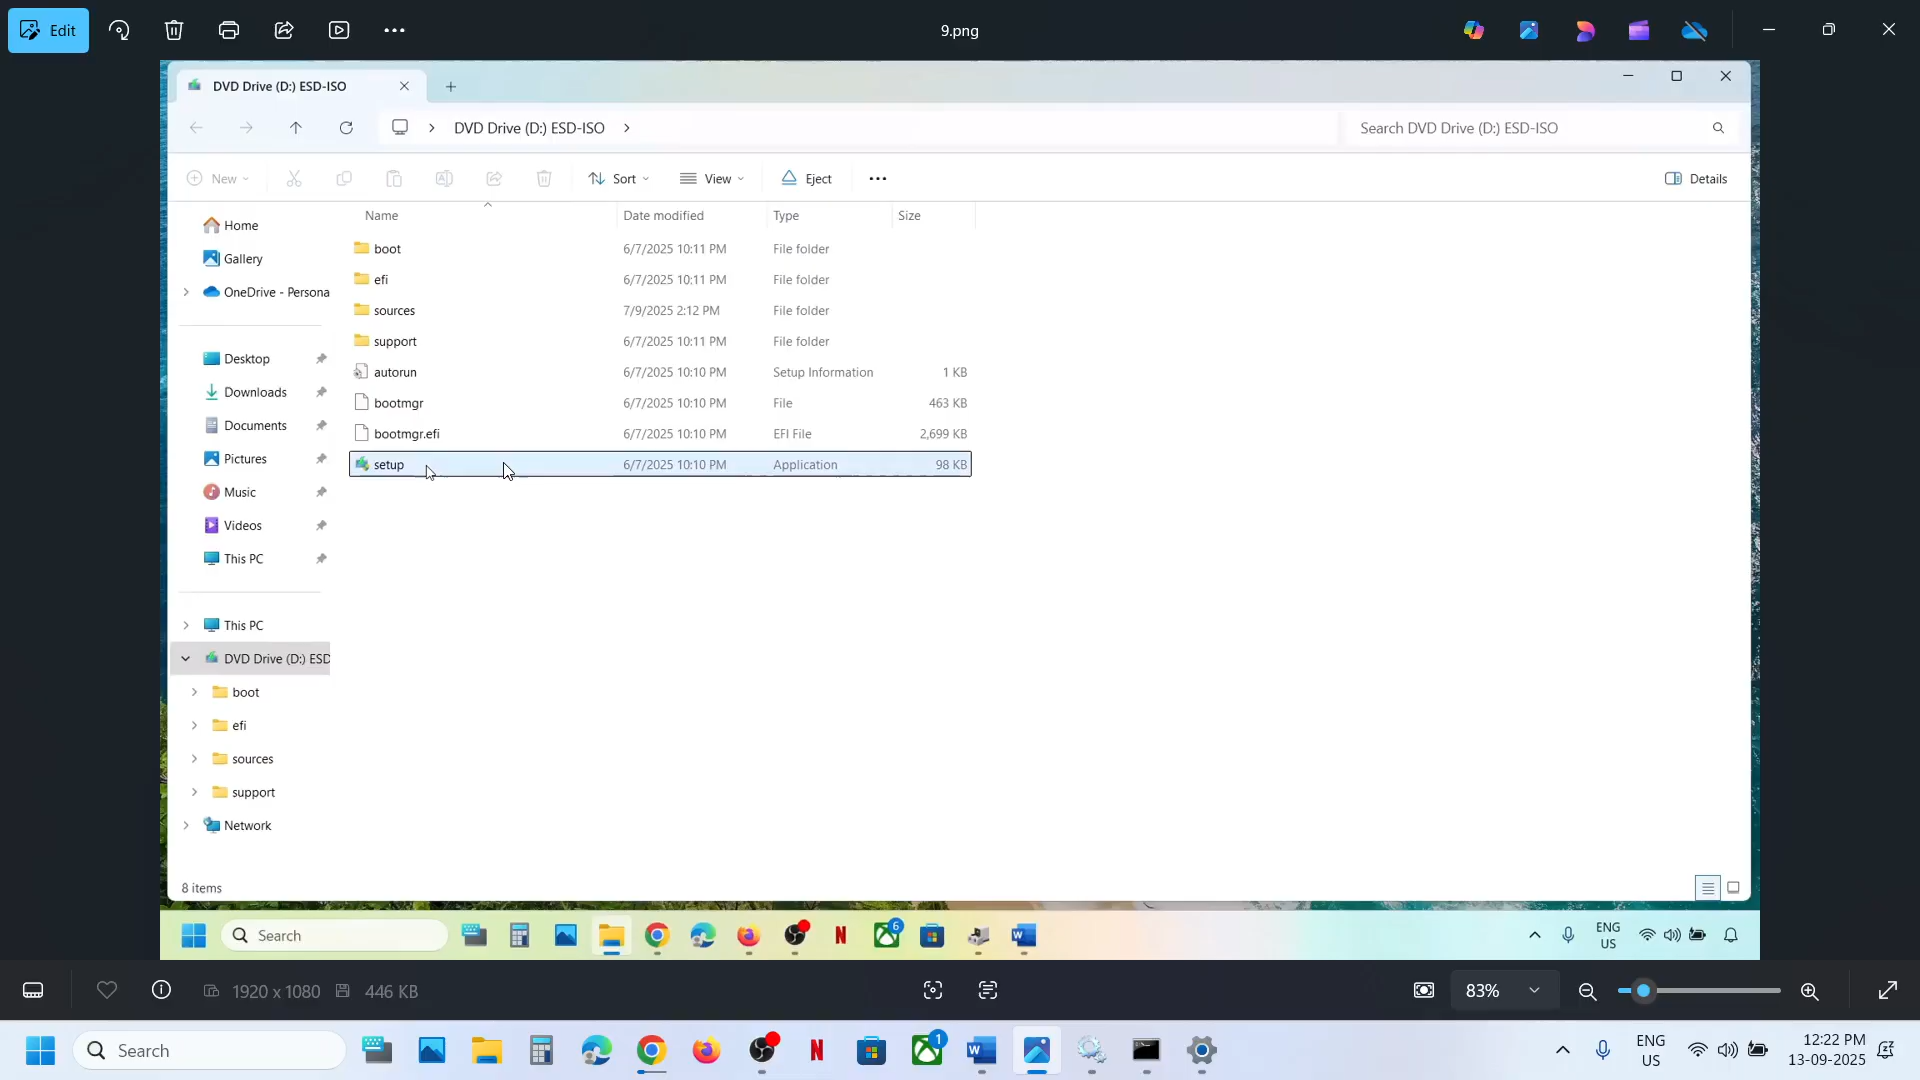 Edit
9.png
DVD Drive (D:) ESD-ISO
DVD Drive (D:) ESD-ISO
Search DVD Drive (D:) ESD-ISO
New
Sort
View
Eject
Details
Name Date modified Type Size
Home
Gallery
OneDrive - Persona
Desktop
Downloads
Documents
Pictures
Music
Videos
This PC
This PC
DVD Drive (D:) ESD
boot
efi
sources
support
Network
boot 6/7/2025 10:11 PM File folder
efi 6/7/2025 10:11 PM File folder
sources 7/9/2025 2:12 PM File folder
support 6/7/2025 10:11 PM File folder
autorun 6/7/2025 10:10 PM Setup Information 1 KB
bootmgr 6/7/2025 10:10 PM File 463 KB
bootmgr.efi 6/7/2025 10:10 PM EFI File 2,699 KB
setup 6/7/2025 10:10 PM Application 98 KB
8 items
Search
6
ENG
US
1920 x 1080 446 KB
83%
Search
1
ENG
US
12:22 PM
13-09-2025